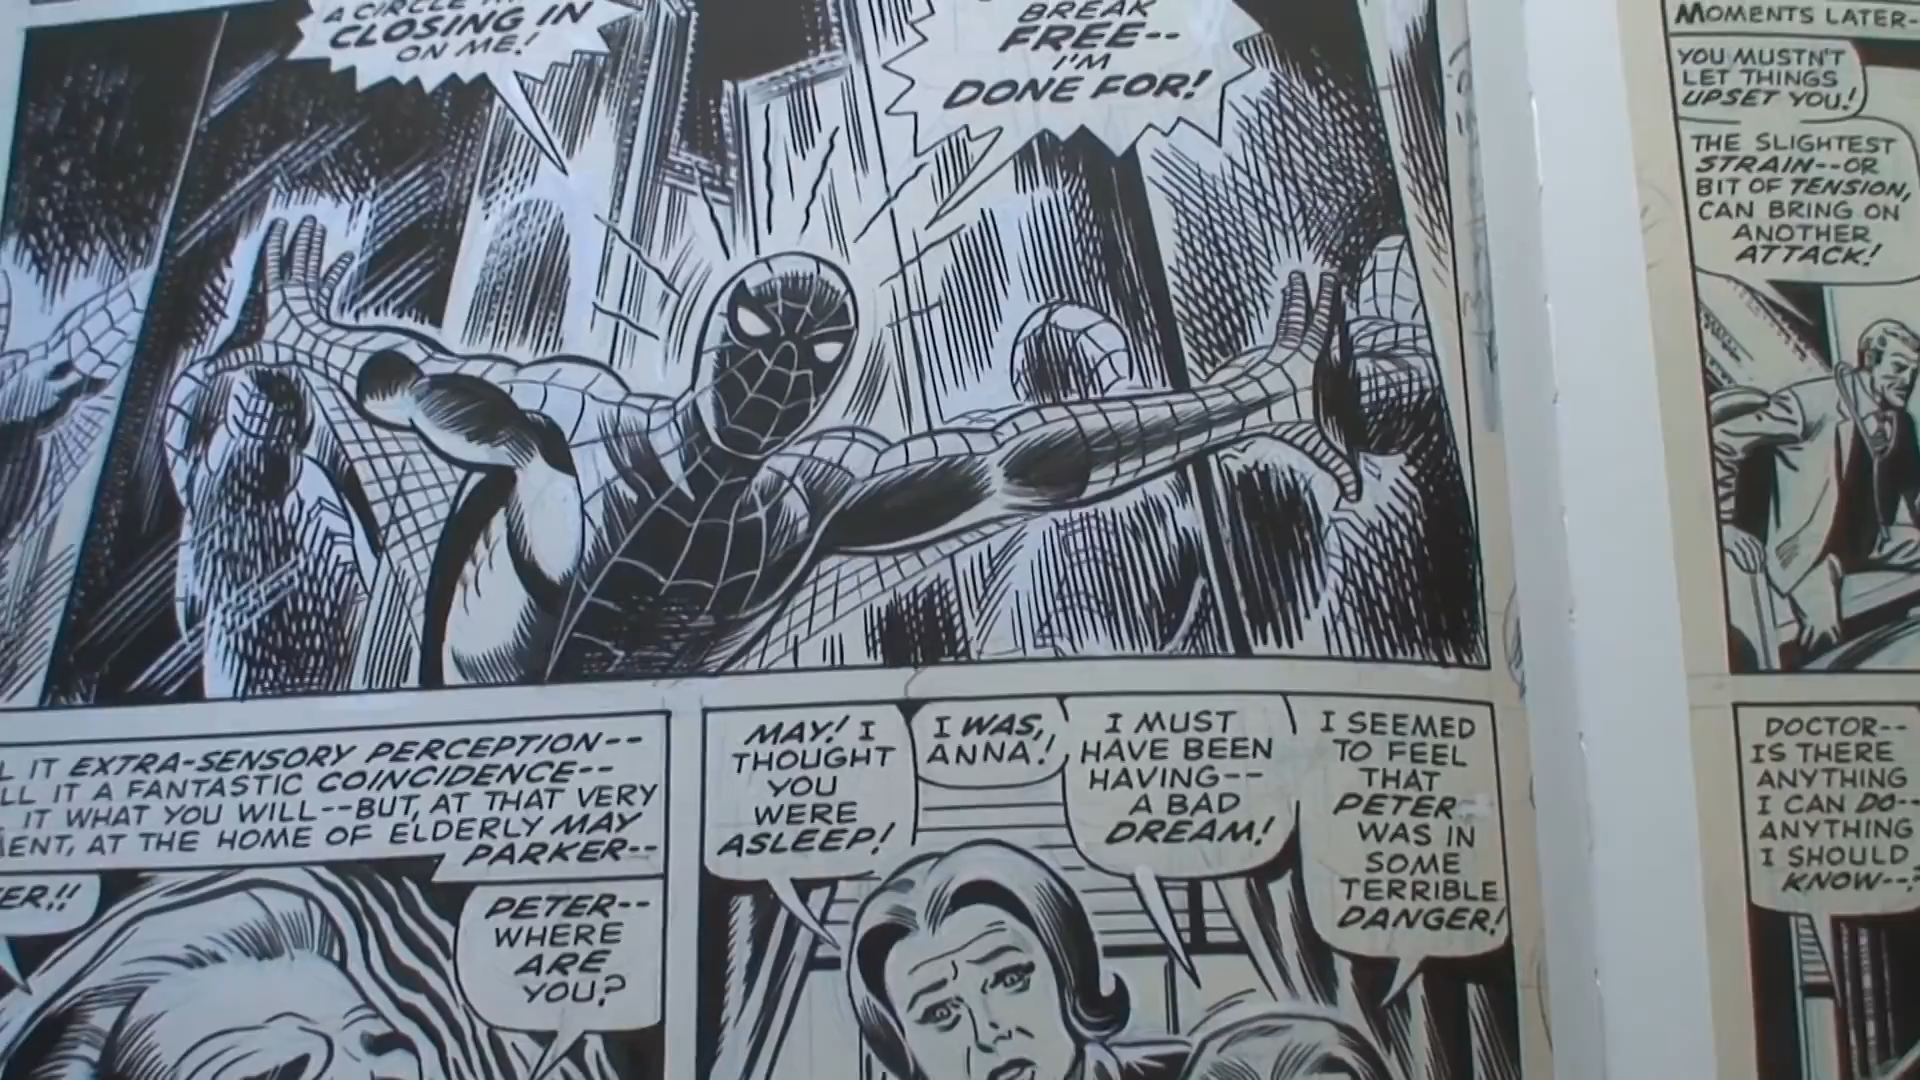 A CIRCLE
CLOSING IN
ON ME!
BREAK
FREE--
I'M
DONE FOR!
IT EXTRA-SENSORY PERCEPTION--
IT A FANTASTIC COINCIDENCE--
IT WHAT YOU WILL--BUT, AT THAT VERY
AT THE HOME OF ELDERLY MAY
PARKER--
PETER--
WHERE
ARE
YOU?
MAY! I
THOUGHT
YOU
WERE
ASLEEP!
I WAS,
ANNA!
I MUST
HAVE BEEN
HAVING--
A BAD
DREAM!
I SEEMED
TO FEEL
THAT
PETER
WAS IN
SOME
TERRIBLE
DANGER!
MOMENTS LATER-
YOU MUSTN'T
LET THINGS
UPSET YOU!
THE SLIGHTEST
STRAIN--OR
BIT OF TENSION,
CAN BRING ON
ANOTHER
ATTACK!
DOCTOR--
IS THERE
ANYTHING
I CAN DO--
ANYTHING
I SHOULD
KNOW--?